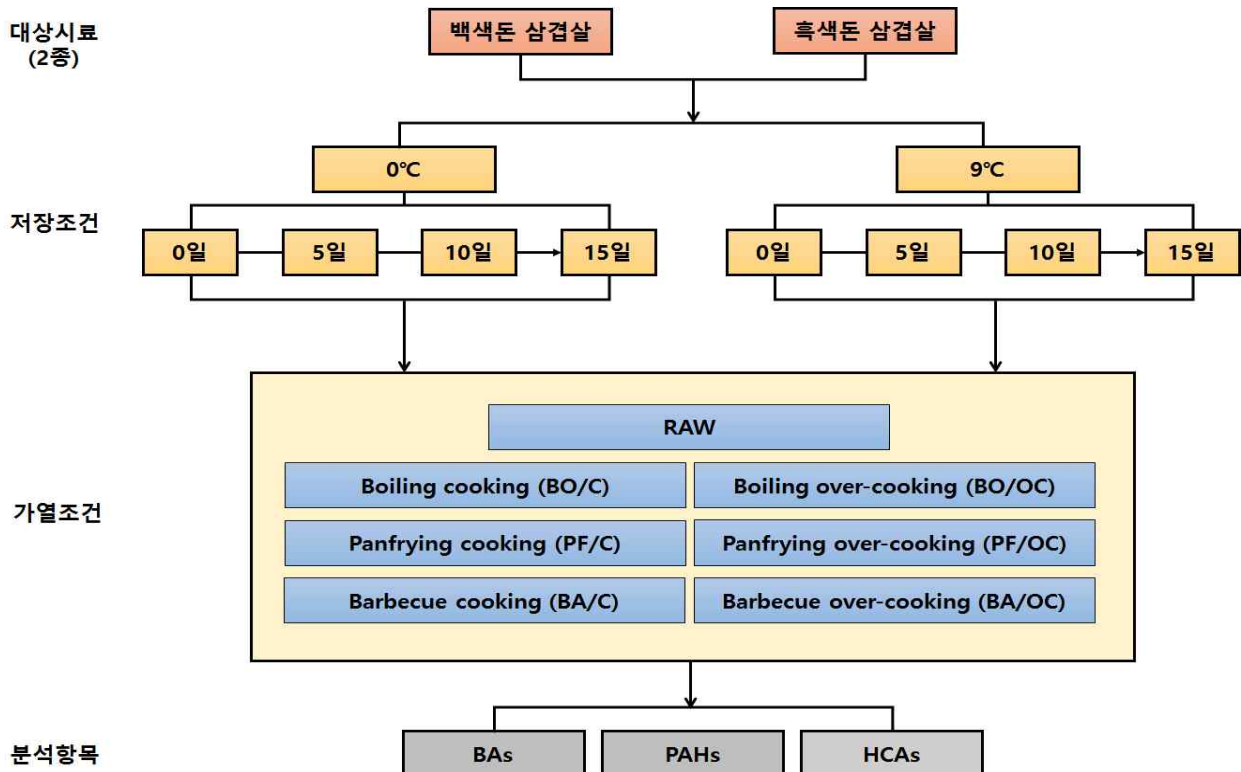 대상시료
(2종)
백색돈 삼겹살
흑색돈 삼겹살
0℃
9℃
저장조건
0일
5일
10일
15일
0일
5일
10일
15일
가열조건
RAW
Boiling cooking (BO/C)
Boiling over-cooking (BO/OC)
Panfrying cooking (PF/C)
Panfrying over-cooking (PF/OC)
Barbecue cooking (BA/C)
Barbecue over-cooking (BA/OC)
분석항목
BAs
PAHs
HCAs